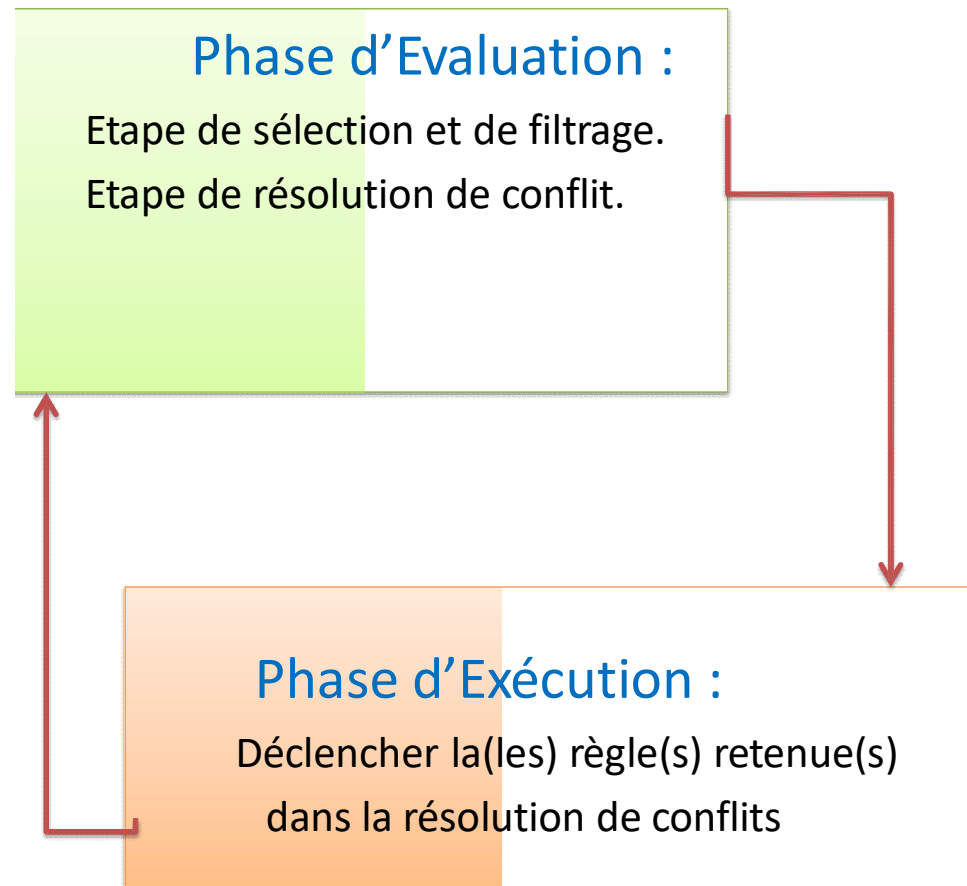 Phase d’Evaluation :
Etape de sélection et de filtrage.
Etape de résolution de conflit.
Phase d’Exécution :
Déclencher la(les) règle(s) retenue(s)
dans la résolution de conflits